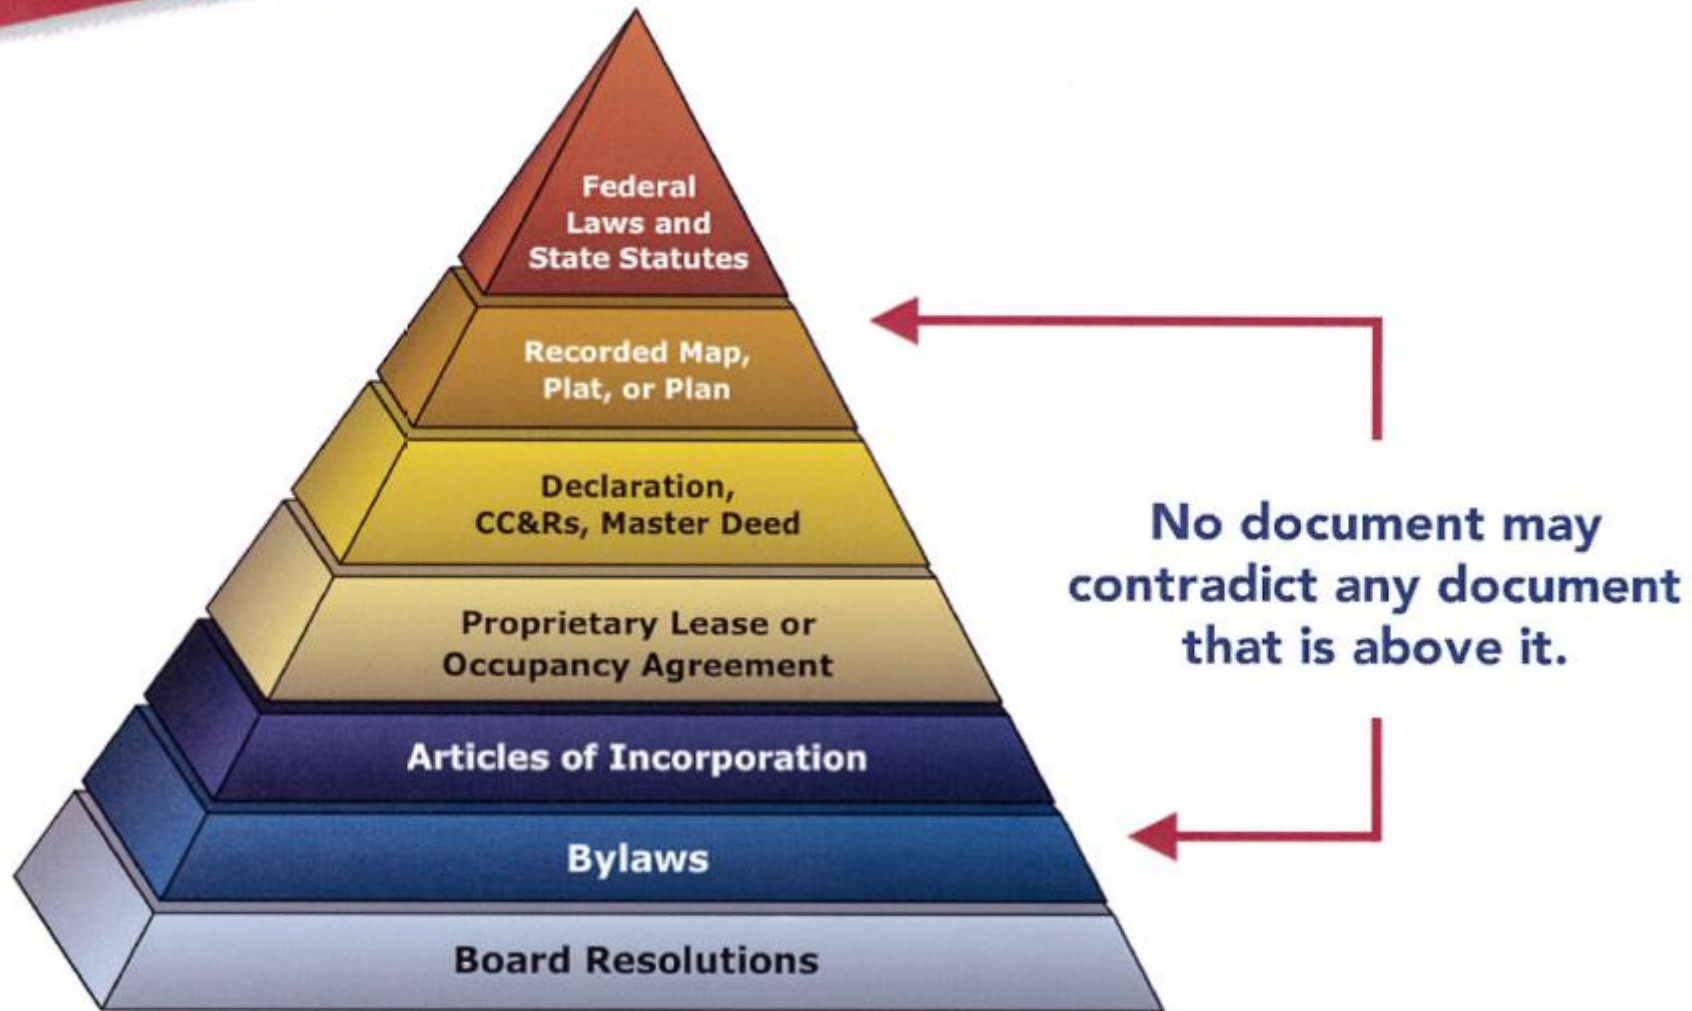 Federal
Laws and
State Statutes
Recorded Map,
Plat, or Plan
Declaration,
CC&Rs, Master Deed
Proprietary Lease or
Occupancy Agreement
Articles of Incorporation
Bylaws
Board Resolutions
No document may
contradict any document
that is above it.